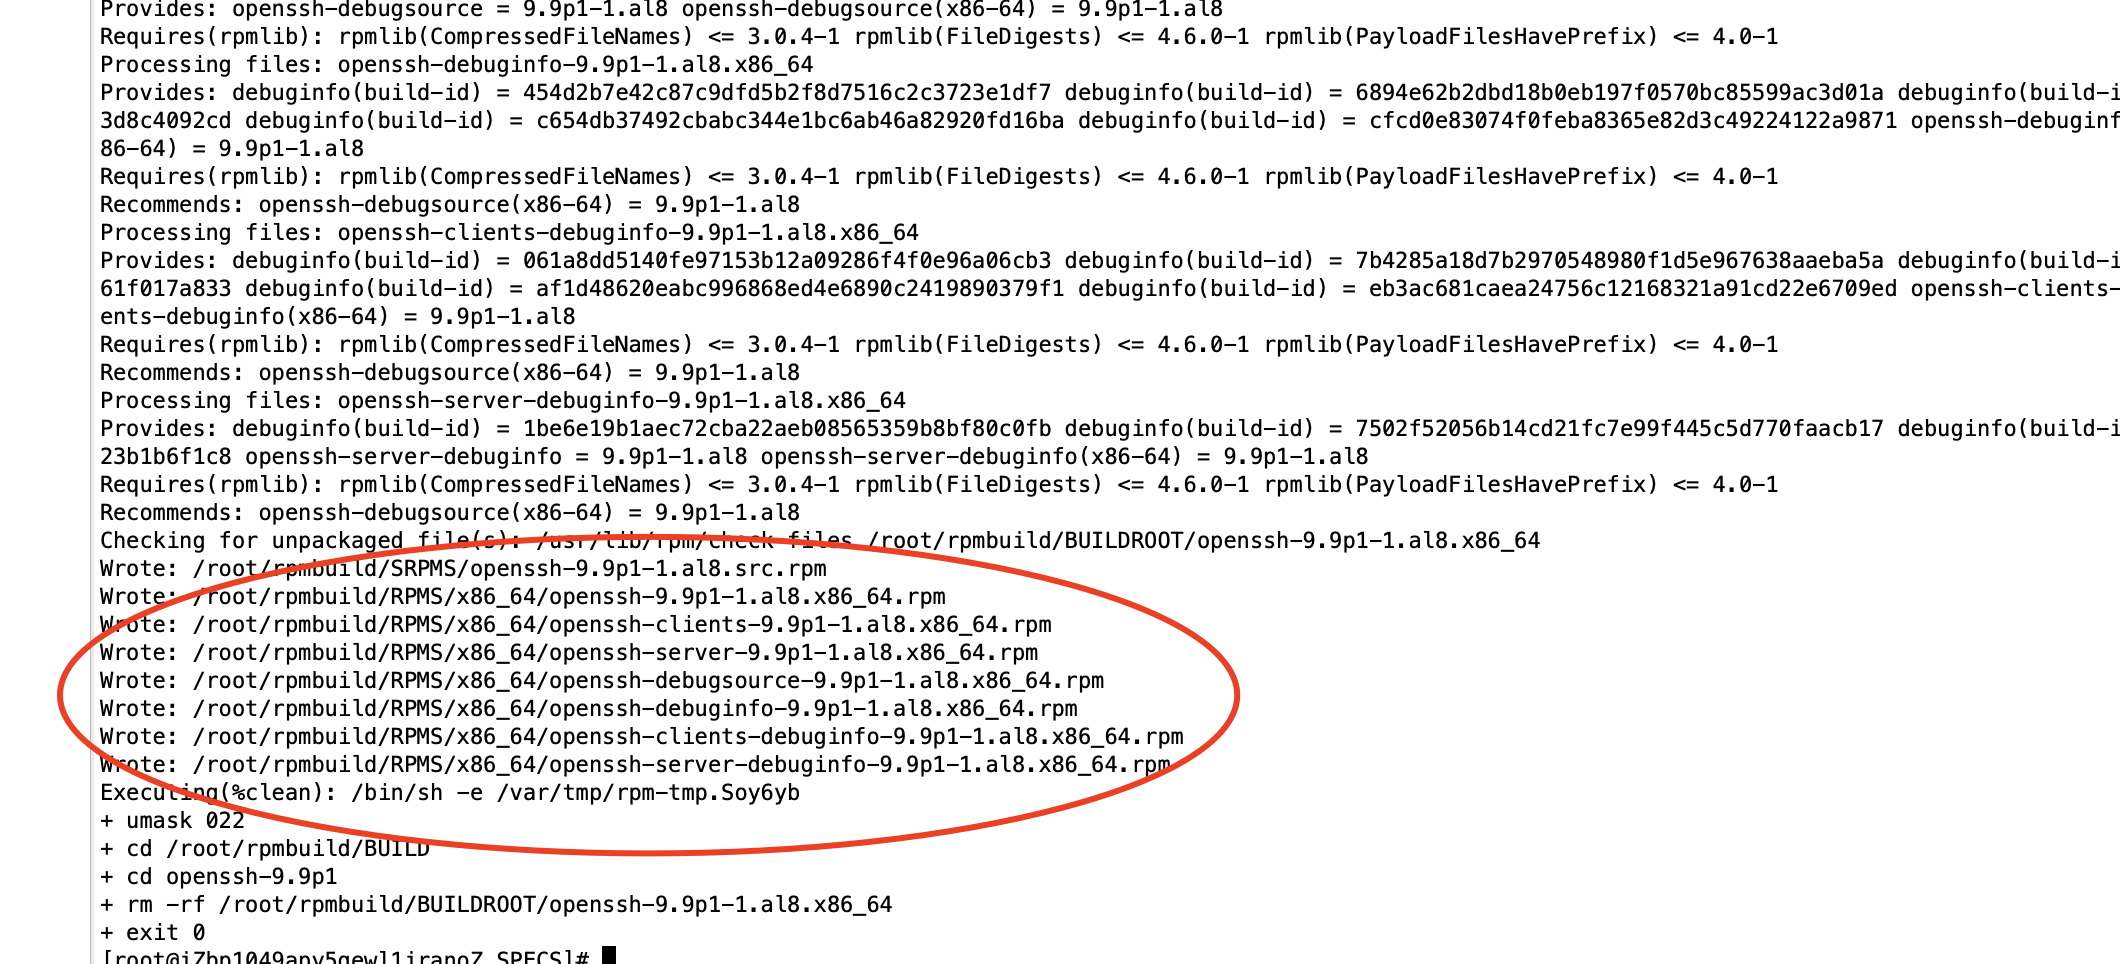 Provides: openssh-debugsource = 9.9p1-1.al8 openssh-debugsource(x86-64) = 9.9p1-1.al8
Requires(rpmlib): rpmlib(CompressedFileNames) <= 3.0.4-1 rpmlib(FileDigests) <= 4.6.0-1 rpmlib(PayloadFilesHavePrefix) <= 4.0-1
Processing files: openssh-debuginfo-9.9p1-1.al8.x86_64
Provides: debuginfo(build-id) = 454d2b7e42c87c9dfd5b2f8d7516c2c3723e1df7 debuginfo(build-id) = 6894e62b2dbd18b0eb197f0570bc85599ac3d01a debuginfo(build-i
3d8c4092cd debuginfo(build-id) = c654db37492cbabc344e1bc6ab46a82920fd16ba debuginfo(build-id) = cfcd0e83074f0feba8365e82d3c49224122a9871 openssh-debuginf
86-64) = 9.9p1-1.al8
Requires(rpmlib): rpmlib(CompressedFileNames) <= 3.0.4-1 rpmlib(FileDigests) <= 4.6.0-1 rpmlib(PayloadFilesHavePrefix) <= 4.0-1
Recommends: openssh-debugsource(x86-64) = 9.9p1-1.al8
Processing files: openssh-clients-debuginfo-9.9p1-1.al8.x86_64
Provides: debuginfo(build-id) = 061a8dd5140fe97153b12a09286f4f0e96a06cb3 debuginfo(build-id) = 7b4285a18d7b2970548980f1d5e967638aaeba5a debuginfo(build-i
61f017a833 debuginfo(build-id) = af1d48620eabc996868ed4e6890c2419890379f1 debuginfo(build-id) = eb3ac681caea24756c12168321a91cd22e6709ed openssh-clients-
ents-debuginfo(x86-64) = 9.9p1-1.al8
Requires(rpmlib): rpmlib(CompressedFileNames) <= 3.0.4-1 rpmlib(FileDigests) <= 4.6.0-1 rpmlib(PayloadFilesHavePrefix) <= 4.0-1
Recommends: openssh-debugsource(x86-64) = 9.9p1-1.al8
Processing files: openssh-server-debuginfo-9.9p1-1.al8.x86_64
Provides: debuginfo(build-id) = 1be6e19b1aec72cba22aeb08565359b8bf80c0fb debuginfo(build-id) = 7502f52056b14cd21fc7e99f445c5d770faacb17 debuginfo(build-i
23b1b6f1c8 openssh-server-debuginfo = 9.9p1-1.al8 openssh-server-debuginfo(x86-64) = 9.9p1-1.al8
Requires(rpmlib): rpmlib(CompressedFileNames) <= 3.0.4-1 rpmlib(FileDigests) <= 4.6.0-1 rpmlib(PayloadFilesHavePrefix) <= 4.0-1
Recommends: openssh-debugsource(x86-64) = 9.9p1-1.al8
Checking for unpackaged file(s): /usr/lib/rpm/check-files /root/rpmbuild/BUILDROOT/openssh-9.9p1-1.al8.x86_64
Wrote: /root/rpmbuild/SRPMS/openssh-9.9p1-1.al8.src.rpm
Wrote: /root/rpmbuild/RPMS/x86_64/openssh-9.9p1-1.al8.x86_64.rpm
Wrote: /root/rpmbuild/RPMS/x86_64/openssh-clients-9.9p1-1.al8.x86_64.rpm
Wrote: /root/rpmbuild/RPMS/x86_64/openssh-server-9.9p1-1.al8.x86_64.rpm
Wrote: /root/rpmbuild/RPMS/x86_64/openssh-debugsource-9.9p1-1.al8.x86_64.rpm
Wrote: /root/rpmbuild/RPMS/x86_64/openssh-debuginfo-9.9p1-1.al8.x86_64.rpm
Wrote: /root/rpmbuild/RPMS/x86_64/openssh-clients-debuginfo-9.9p1-1.al8.x86_64.rpm
Wrote: /root/rpmbuild/RPMS/x86_64/openssh-server-debuginfo-9.9p1-1.al8.x86_64.rpm
Executing(%clean): /bin/sh -e /var/tmp/rpm-tmp.Soy6yb
+ umask 022
+ cd /root/rpmbuild/BUILD
+ cd openssh-9.9p1
+ rm -rf /root/rpmbuild/BUILDROOT/openssh-9.9p1-1.al8.x86_64
+ exit 0
SPECS]#